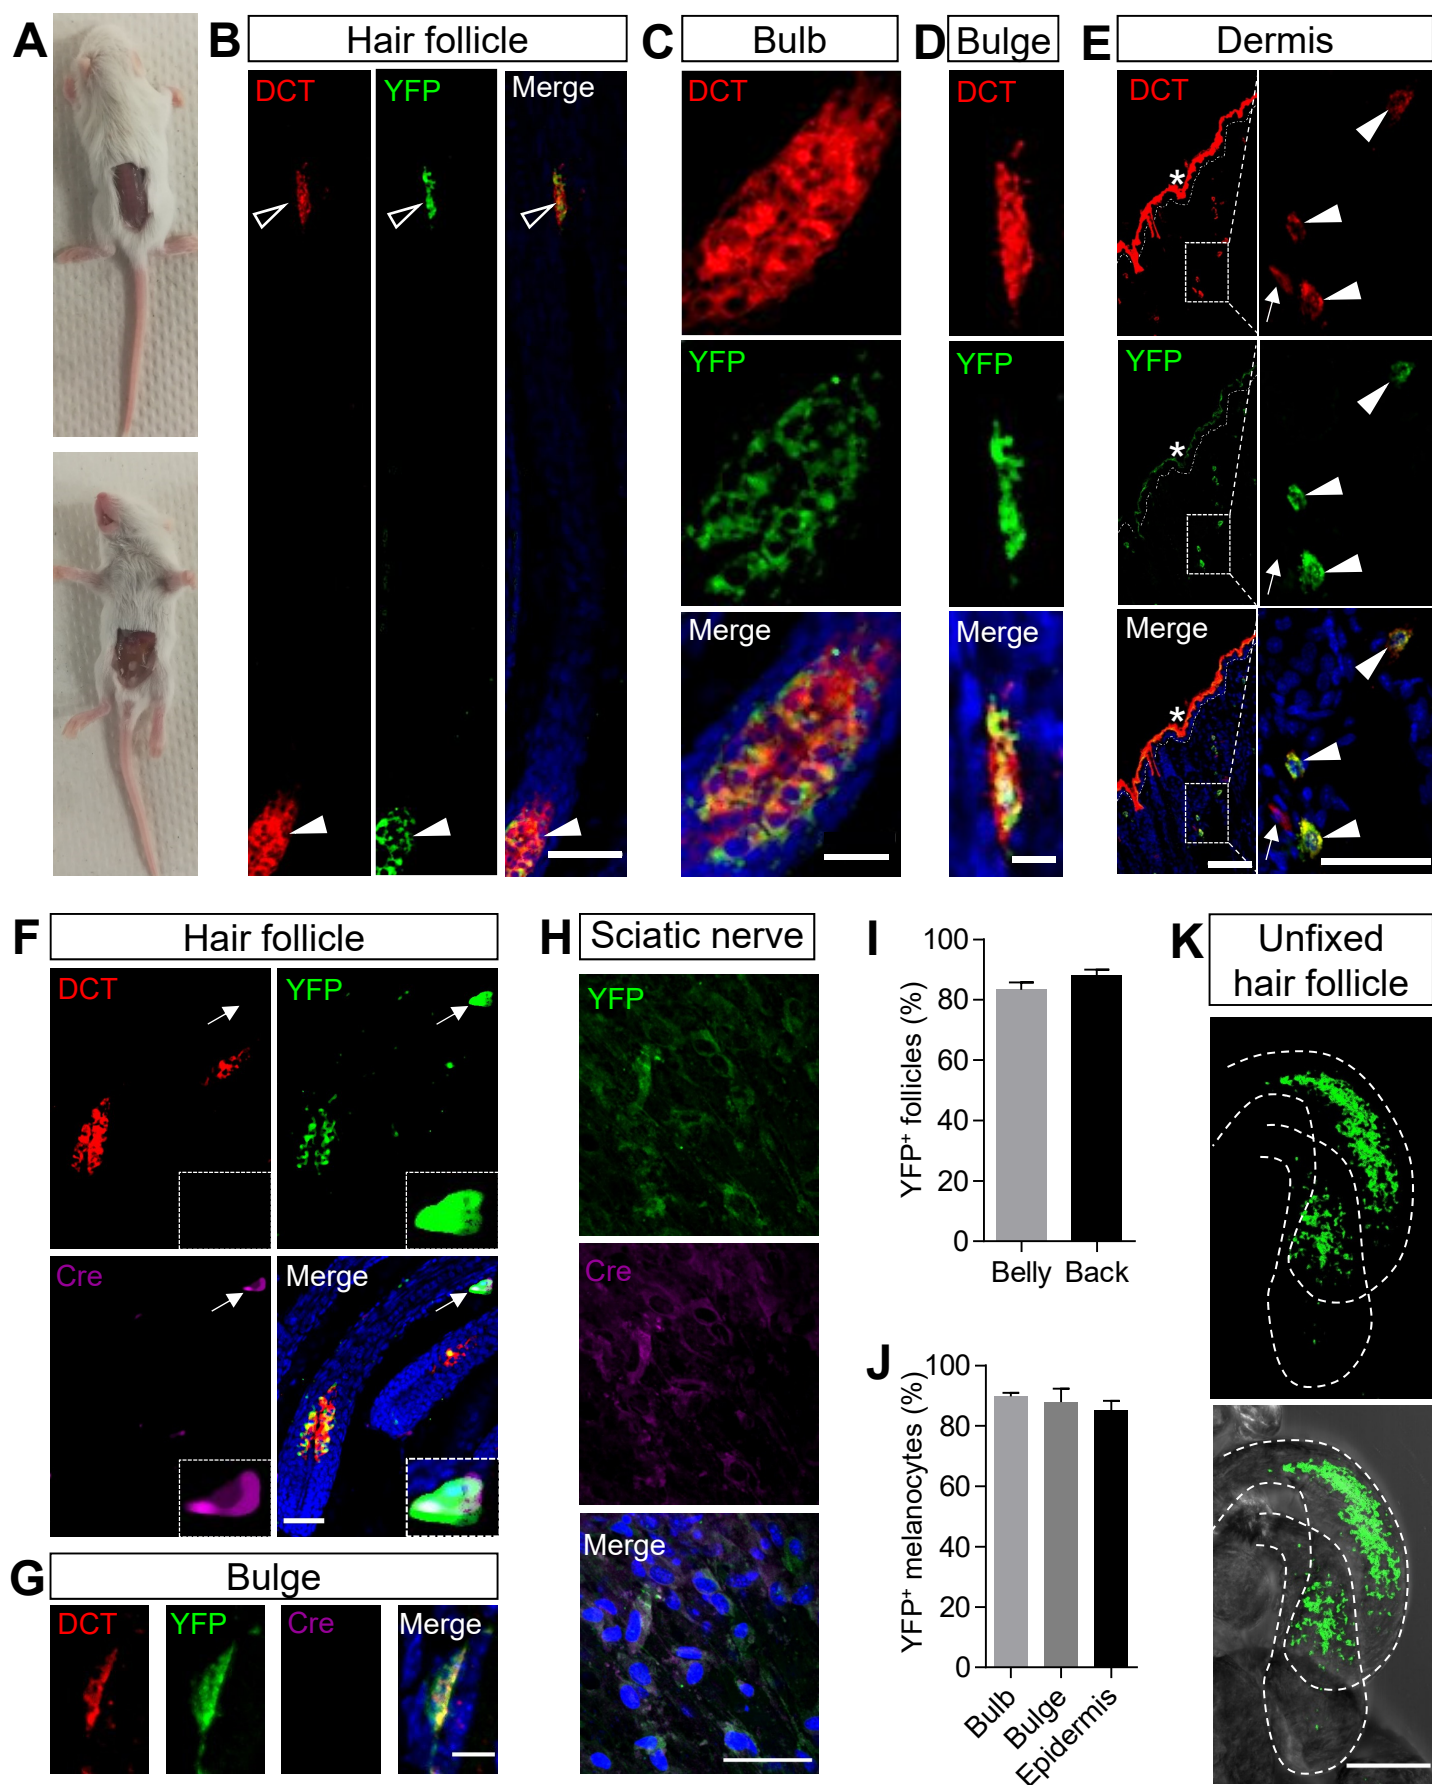 A
B
Hair follicle
DCT
YFP
Merge
C
Bulb
DCT
YFP
Merge
D
Bulge
DCT
YFP
Merge
E
Dermis
DCT
*
YFP
*
Merge
*
F
Hair follicle
DCT
YFP
Cre
Merge
G
Bulge
DCT
YFP
Cre
Merge
H
Sciatic nerve
YFP
Cre
Merge
I
YFP⁺ follicles (%)
100
80
60
40
20
0
Belly
Back
J
YFP⁺ melanocytes (%)
100
80
60
40
20
0
Bulb
Bulge
Epidermis
K
Unfixed
hair follicle